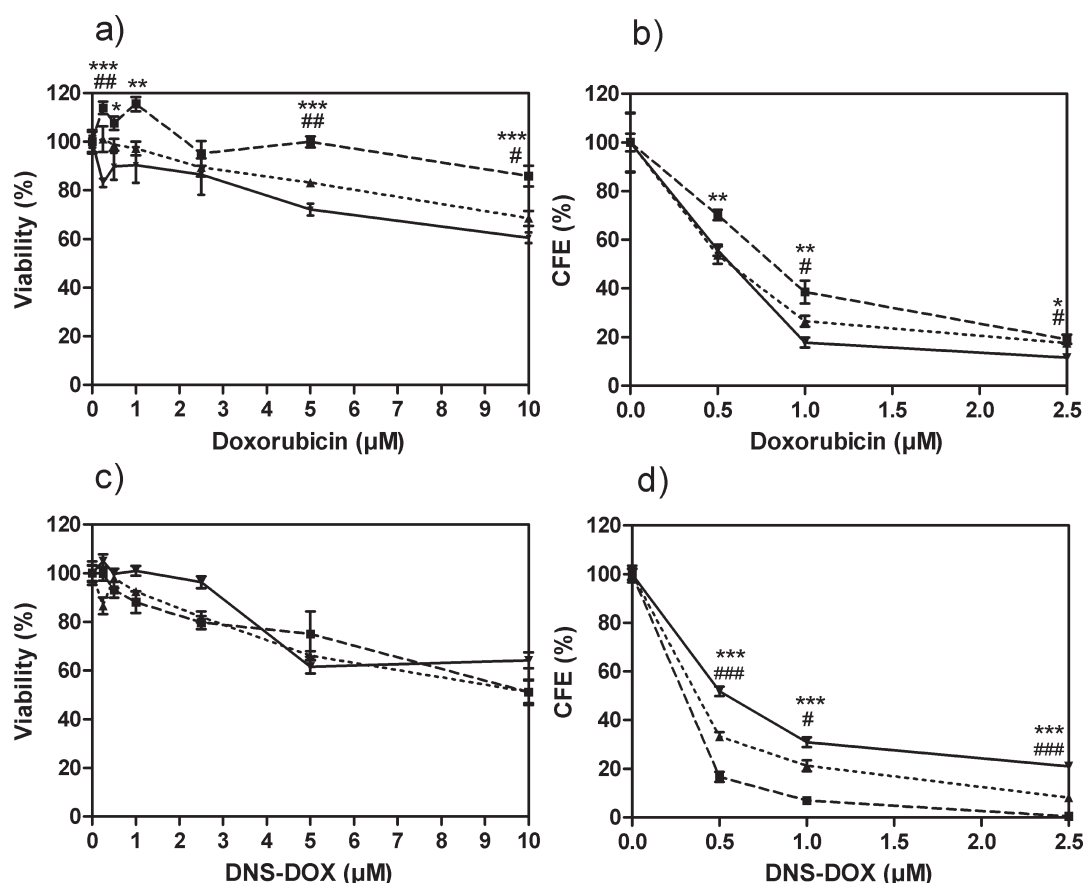 a)
*** ** 
## *
*** 
##
***
#
120
100
80
60
40
20
0
Viability (%)
0 1 2 3 4 5 6 7 8 9 10
Doxorubicin (µM)
b)
**
**
#
*
#
120
100
80
60
40
20
0
CFE (%)
0.0 0.5 1.0 1.5 2.0 2.5
Doxorubicin (µM)
c)
120
100
80
60
40
20
0
Viability (%)
0 1 2 3 4 5 6 7 8 9 10
DNS-DOX (µM)
d)
***
###
***
#
***
###
120
100
80
60
40
20
0
CFE (%)
0.0 0.5 1.0 1.5 2.0 2.5
DNS-DOX (µM)